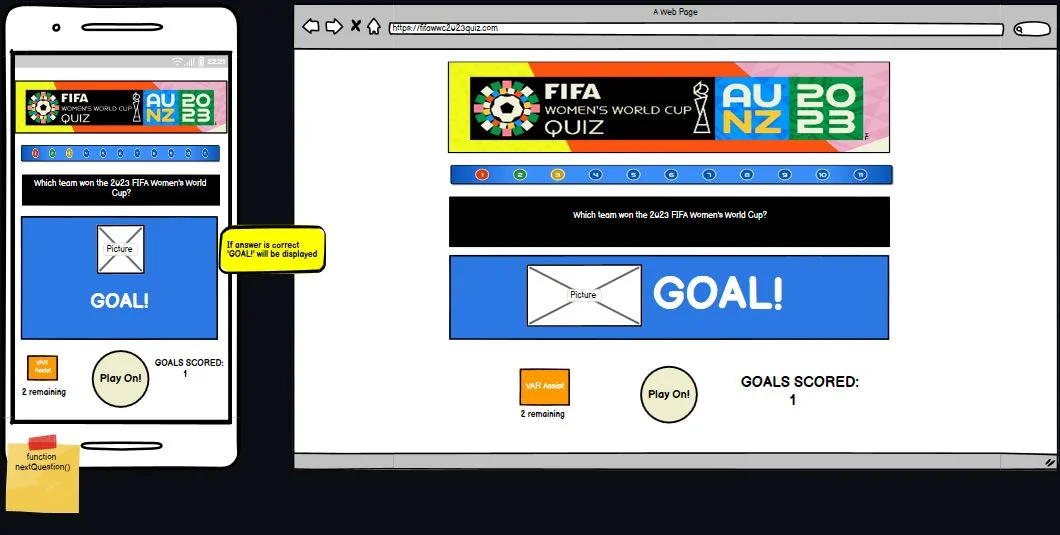 22:21
FIFA
WOMEN'S WORLD CUP
QUIZ
AU
NZ
20
23
1 2 3 4 5 6 7 8 9 10 11
Which team won the 2023 FIFA Women's World
Cup?
Picture
GOAL!
VAR
Assist
2 remaining
Play On!
GOALS SCORED:
1
If answer is correct
'GOAL!' will be displayed
function
nextQuestion()
A Web Page
https://fifawwc2023quiz.com
FIFA
WOMEN'S WORLD CUP
QUIZ
AU
NZ
20
23
1 2 3 4 5 6 7 8 9 10 11
Which team won the 2023 FIFA Women's World Cup?
Picture
GOAL!
VAR Assist
2 remaining
Play On!
GOALS SCORED:
1